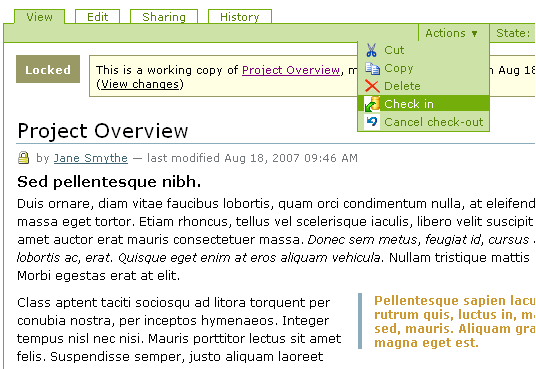 View Edit Sharing History
Actions ▼ State:
Cut
Copy
Delete
Check in
Cancel check-out
Locked
This is a working copy of Project Overview, m n Aug 18
(View changes)
Project Overview
by Jane Smythe — last modified Aug 18, 2007 09:46 AM
Sed pellentesque nibh.
Duis ornare, diam vitae faucibus lobortis, quam orci condimentum nulla, at eleifend
massa eget tortor. Etiam rhoncus, tellus vel scelerisque iaculis, libero velit suscipit
amet auctor erat mauris consectetuer massa. Donec sem metus, feugiat id, cursus
lobortis ac, erat. Quisque eget enim at eros aliquam vehicula. Nullam tristique mattis
Morbi egestas erat at elit.
Class aptent taciti sociosqu ad litora torquent per
conubia nostra, per inceptos hymenaeos. Integer
tempus nisl nec nisi. Mauris porttitor lectus sit amet
felis. Suspendisse semper, justo aliquam laoreet
Pellentesque sapien lacu
rutrum quis, luctus in, ma
sed, mauris. Aliquam gra
magna eget est.